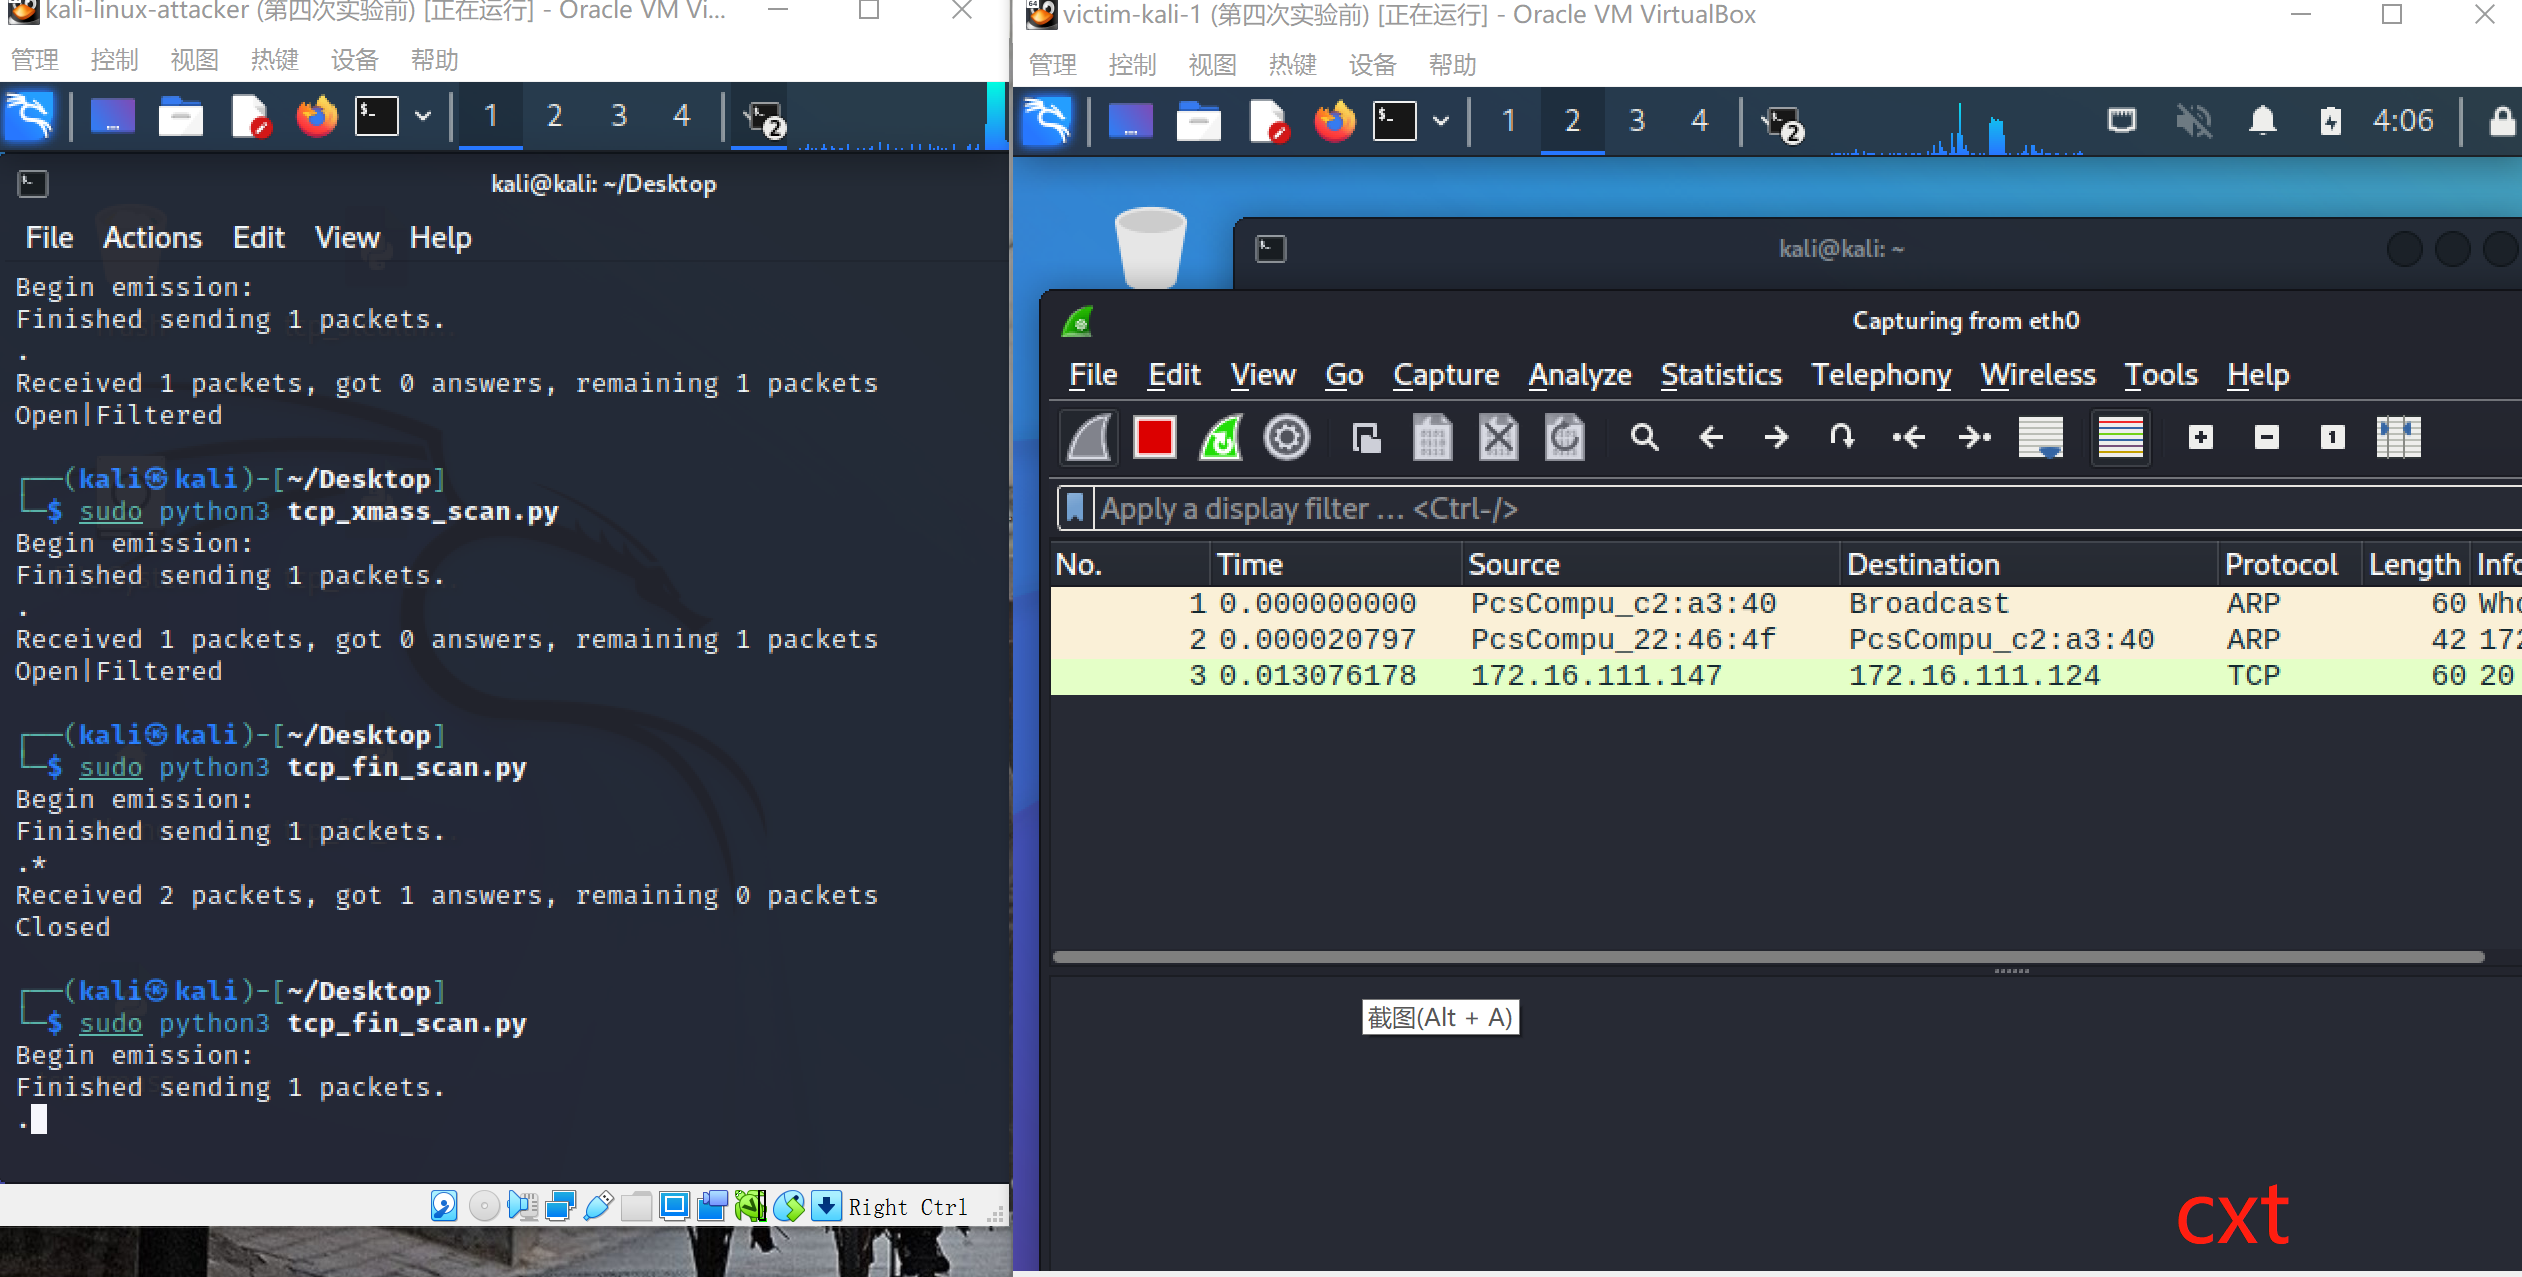 kali-linux-attacker (第四次实验前) [正在运行] - Oracle VM Vi...
管理 控制 视图 热键 设备 帮助
1 2 3 4 2
kali@kali: ~/Desktop
File Actions Edit View Help
Begin emission:
Finished sending 1 packets.
.
Received 1 packets, got 0 answers, remaining 1 packets
Open|Filtered
┌──(kali㉿kali)-[~/Desktop]
└─$ sudo python3 tcp_xmass_scan.py
Begin emission:
Finished sending 1 packets.
.
Received 1 packets, got 0 answers, remaining 1 packets
Open|Filtered
┌──(kali㉿kali)-[~/Desktop]
└─$ sudo python3 tcp_fin_scan.py
Begin emission:
Finished sending 1 packets.
.*
Received 2 packets, got 1 answers, remaining 0 packets
Closed
┌──(kali㉿kali)-[~/Desktop]
└─$ sudo python3 tcp_fin_scan.py
Begin emission:
Finished sending 1 packets.
.
Right Ctrl
victim-kali-1 (第四次实验前) [正在运行] - Oracle VM VirtualBox
管理 控制 视图 热键 设备 帮助
1 2 3 4 2 4:06
kali@kali: ~
Capturing from eth0
File Edit View Go Capture Analyze Statistics Telephony Wireless Tools Help
Apply a display filter … <Ctrl-/>
No. Time Source Destination Protocol Length Info
1 0.000000000 PcsCompu_c2:a3:40 Broadcast ARP 60 Who
2 0.000020797 PcsCompu_22:46:4f PcsCompu_c2:a3:40 ARP 42 172
3 0.013076178 172.16.111.147 172.16.111.124 TCP 60 20
截图(Alt + A)
cxt